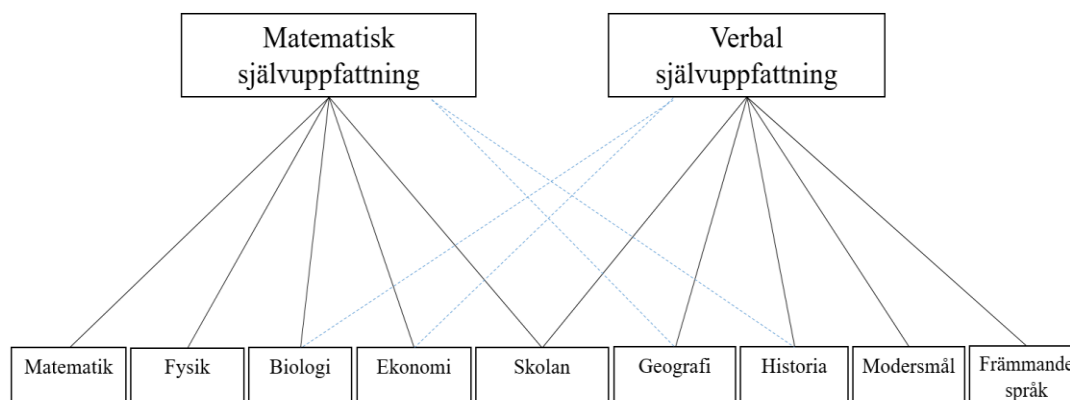 Matematisk
självuppfattning
Verbal
självuppfattning
Matematik
Fysik
Biologi
Ekonomi
Skolan
Geografi
Historia
Modersmål
Främmande
språk